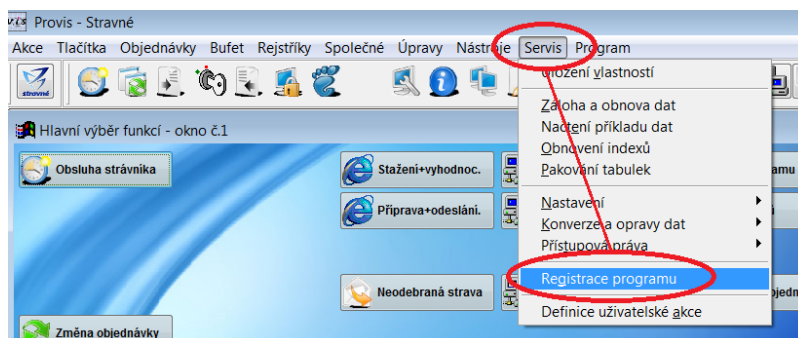 Provis - Stravné
Akce Tlačítka Objednávky Bufet Rejstříky Společné Úpravy Nástroje Servis Program
stravné
Uložení vlastností
Záloha a obnova dat
Načtení příkladu dat
Obnovení indexů
Pakování tabulek
Nastavení
Konverze a opravy dat
Přístupová práva
Registrace programu
Definice uživatelské akce
Hlavní výběr funkcí - okno č.1
Obsluha strávníka
Stažení+vyhodnoc.
Příprava+odeslání.
Neodebraná strava
Změna objednávky